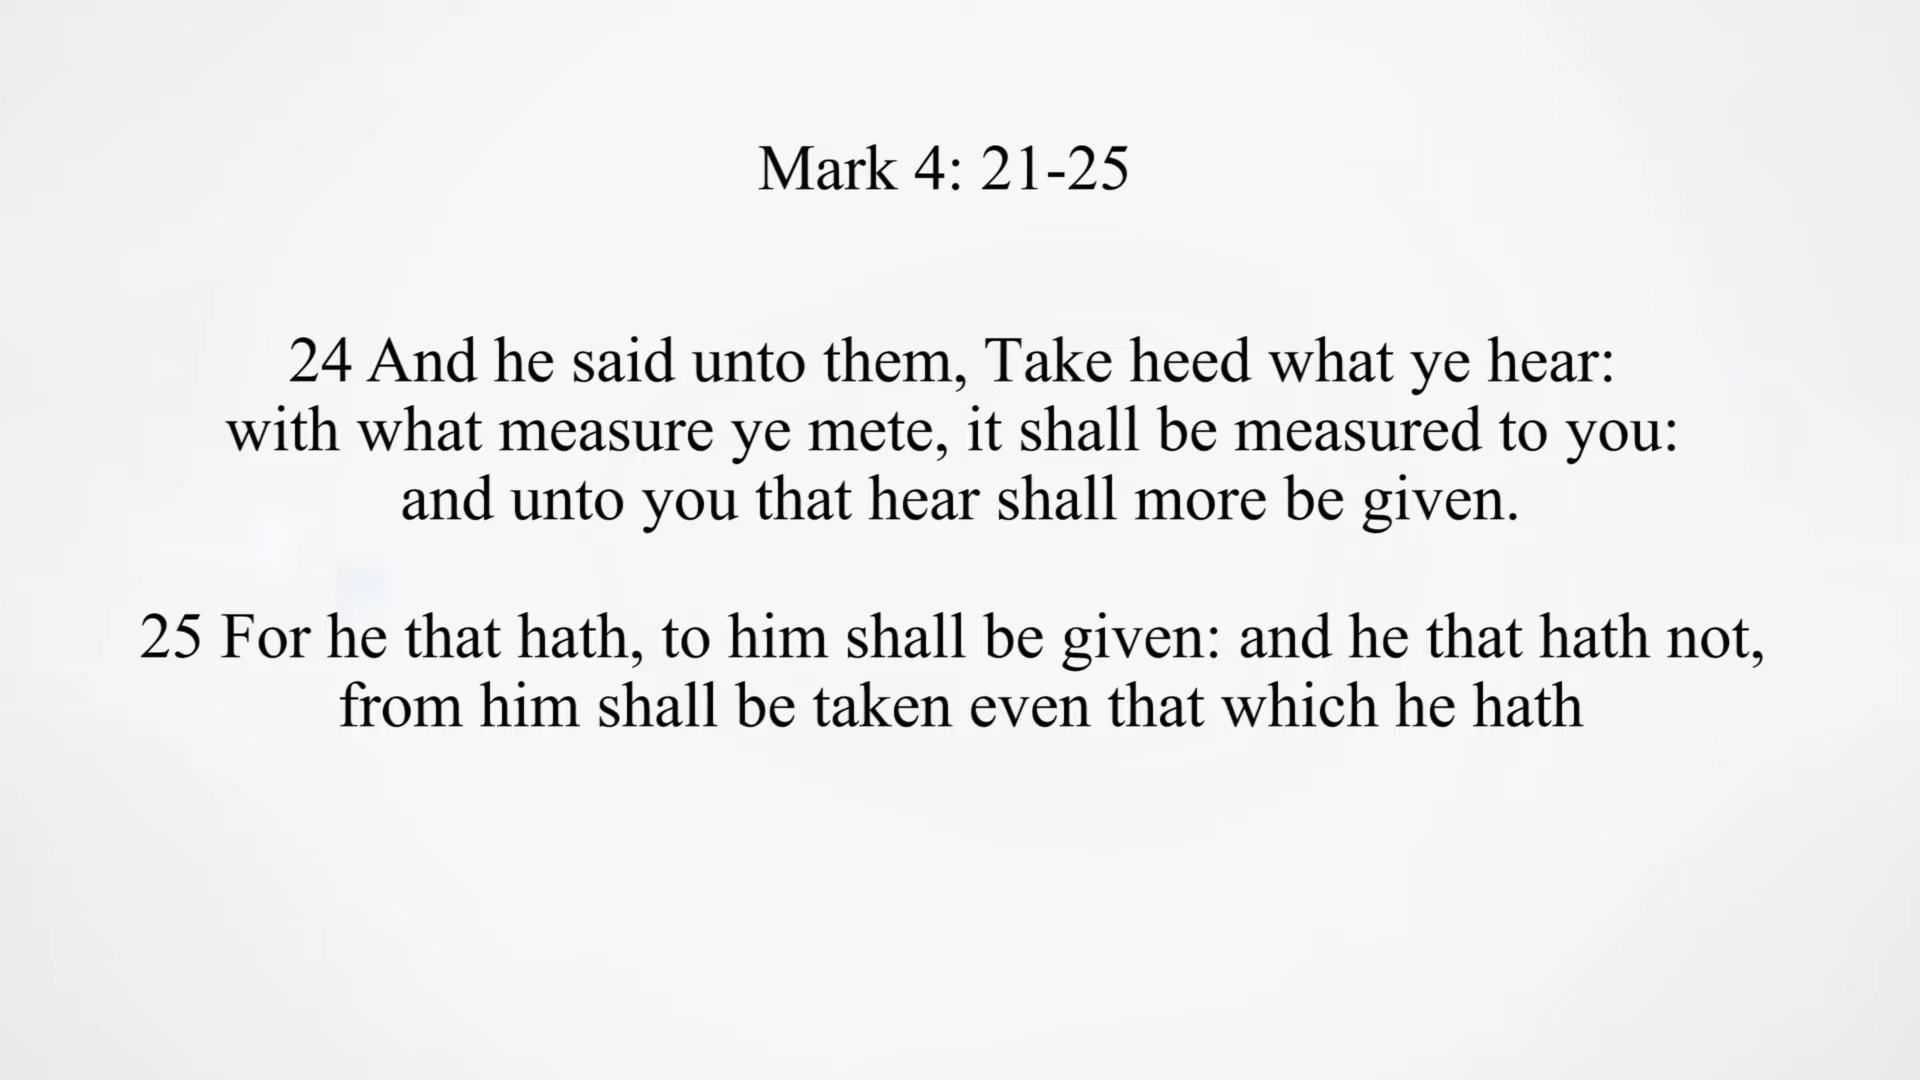 Mark 4: 21-25
24 And he said unto them, Take heed what ye hear:
with what measure ye mete, it shall be measured to you:
and unto you that hear shall more be given.
25 For he that hath, to him shall be given: and he that hath not,
from him shall be taken even that which he hath